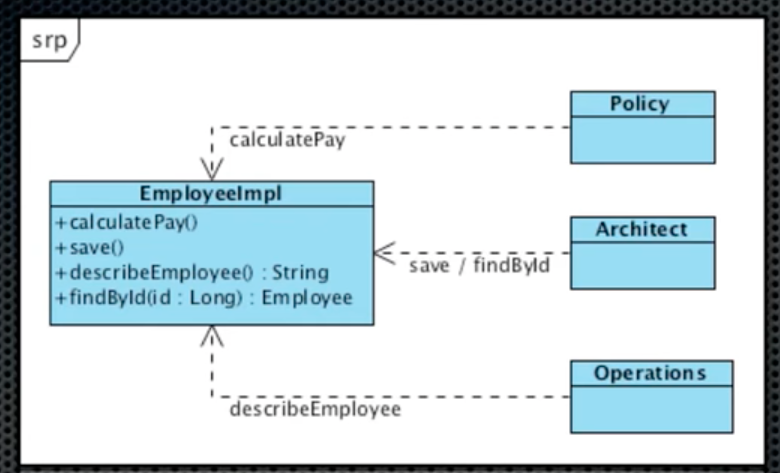 srp
Policy
calculatePay
EmployeeImpl
+calculatePay()
+save()
+describeEmployee() : String
+findById(id : Long) : Employee
Architect
save / findById
Operations
describeEmployee